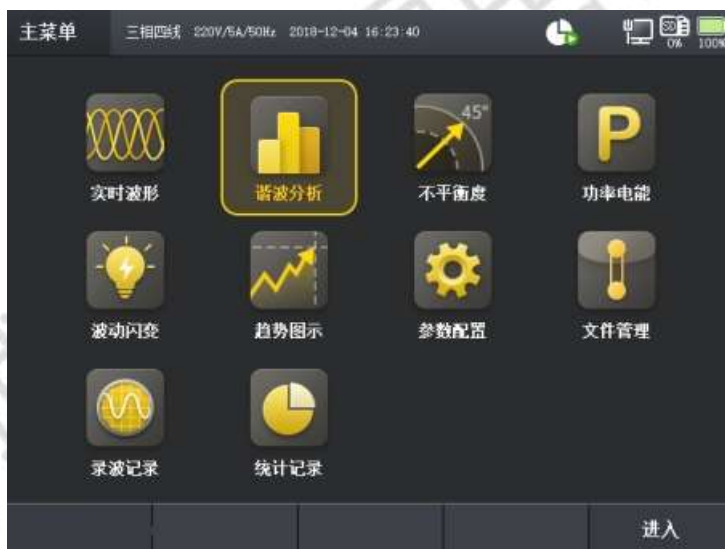 主菜单 三相四线 220V/5A/50Hz 2018-12-04 16:23:40 SD 0% 100%
45°
P
实时波形 谐波分析 不平衡度 功率电能
波动闪变 趋势图示 参数配置 文件管理
录波记录 统计记录
进入